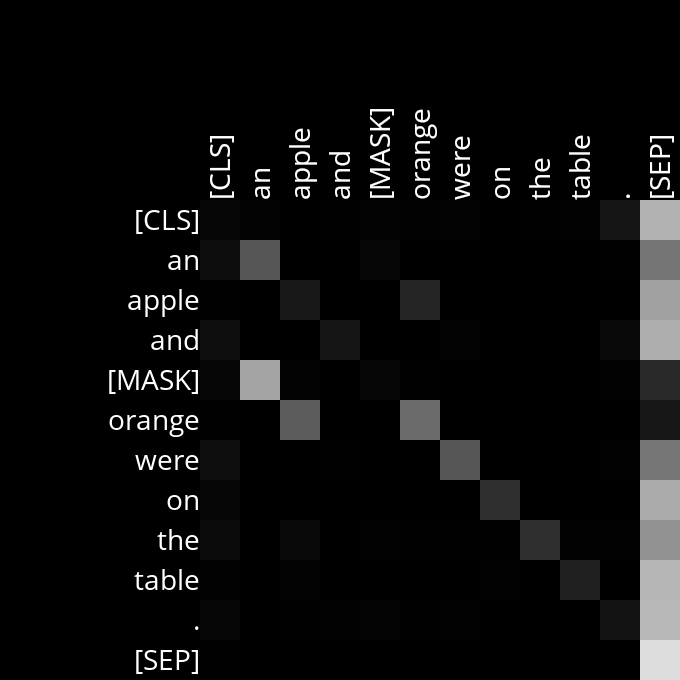 [CLS] an apple and [MASK] orange were on the table . [SEP]
[CLS]
an
apple
and
[MASK]
orange
were
on
the
table
.
[SEP]